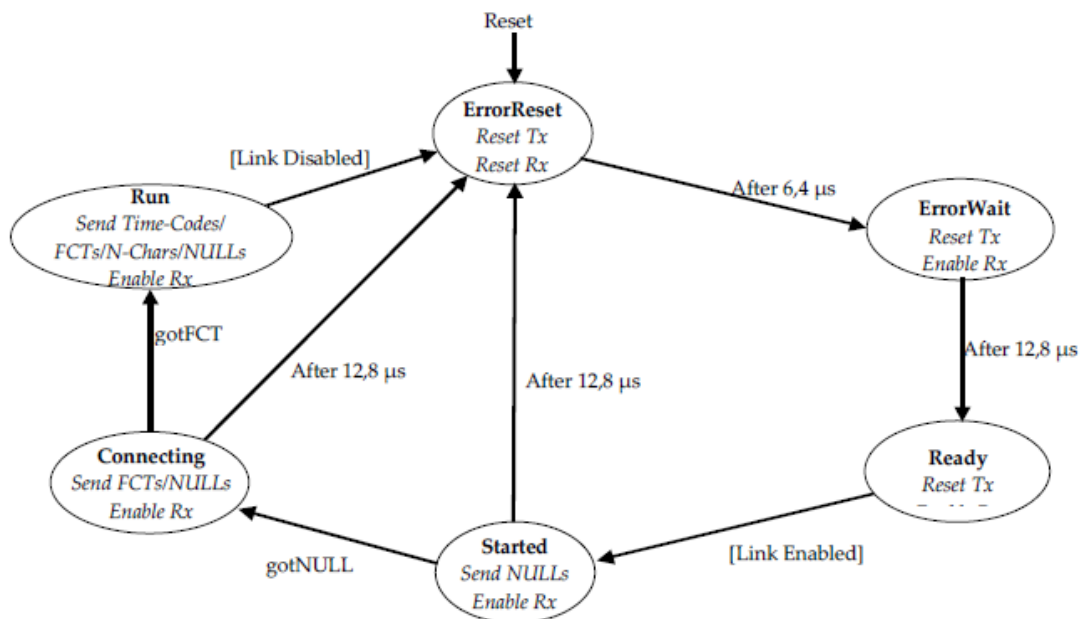 Reset
ErrorReset
Reset Tx
Reset Rx
[Link Disabled]
After 6,4 µs
Run
Send Time-Codes/
FCTs/N-Chars/NULLs
Enable Rx
ErrorWait
Reset Tx
Enable Rx
gotFCT
After 12,8 µs
After 12,8 µs
After 12,8 µs
Connecting
Send FCTs/NULLs
Enable Rx
Ready
Reset Tx
gotNULL
Started
Send NULLs
Enable Rx
[Link Enabled]